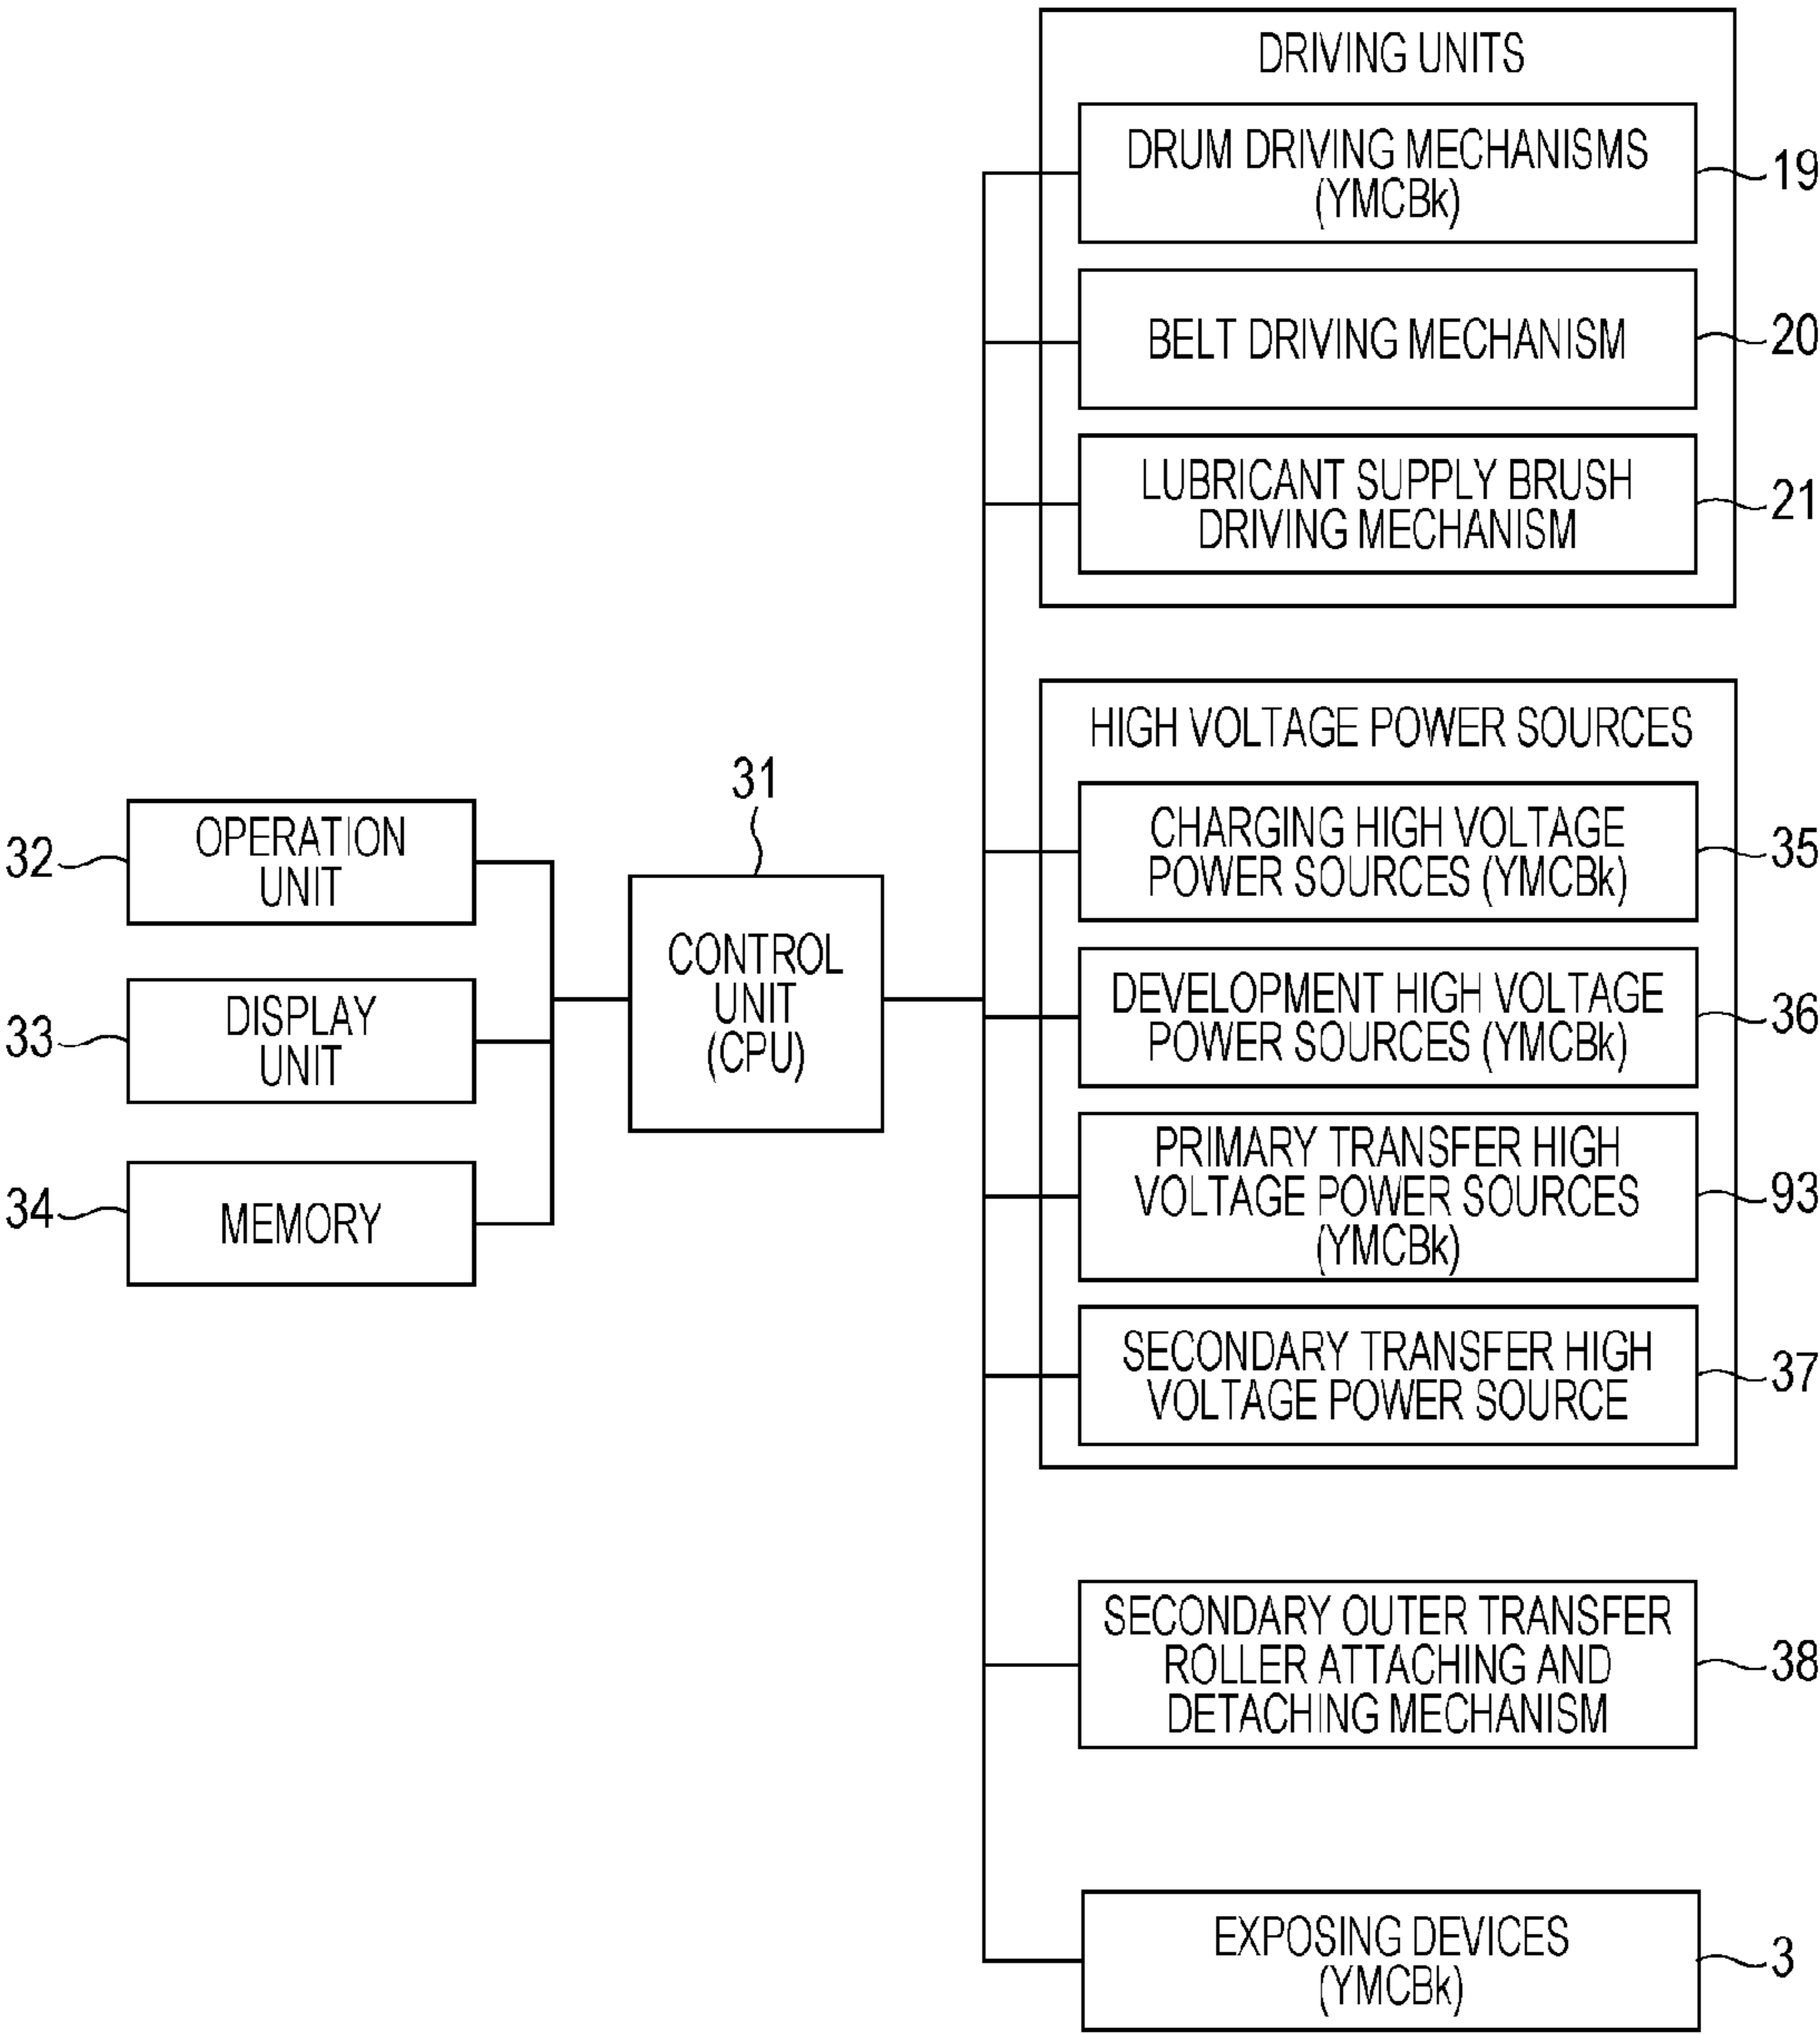 DRIVING UNITS
DRUM DRIVING MECHANISMS
(YMCBk)
19
BELT DRIVING MECHANISM
20
LUBRICANT SUPPLY BRUSH
DRIVING MECHANISM
21
HIGH VOLTAGE POWER SOURCES
CHARGING HIGH VOLTAGE
POWER SOURCES (YMCBk)
35
DEVELOPMENT HIGH VOLTAGE
POWER SOURCES (YMCBk)
36
PRIMARY TRANSFER HIGH
VOLTAGE POWER SOURCES
(YMCBk)
93
SECONDARY TRANSFER HIGH
VOLTAGE POWER SOURCE
37
SECONDARY OUTER TRANSFER
ROLLER ATTACHING AND
DETACHING MECHANISM
38
EXPOSING DEVICES
(YMCBk)
3
31
CONTROL
UNIT
(CPU)
32
OPERATION
UNIT
33
DISPLAY
UNIT
34
MEMORY